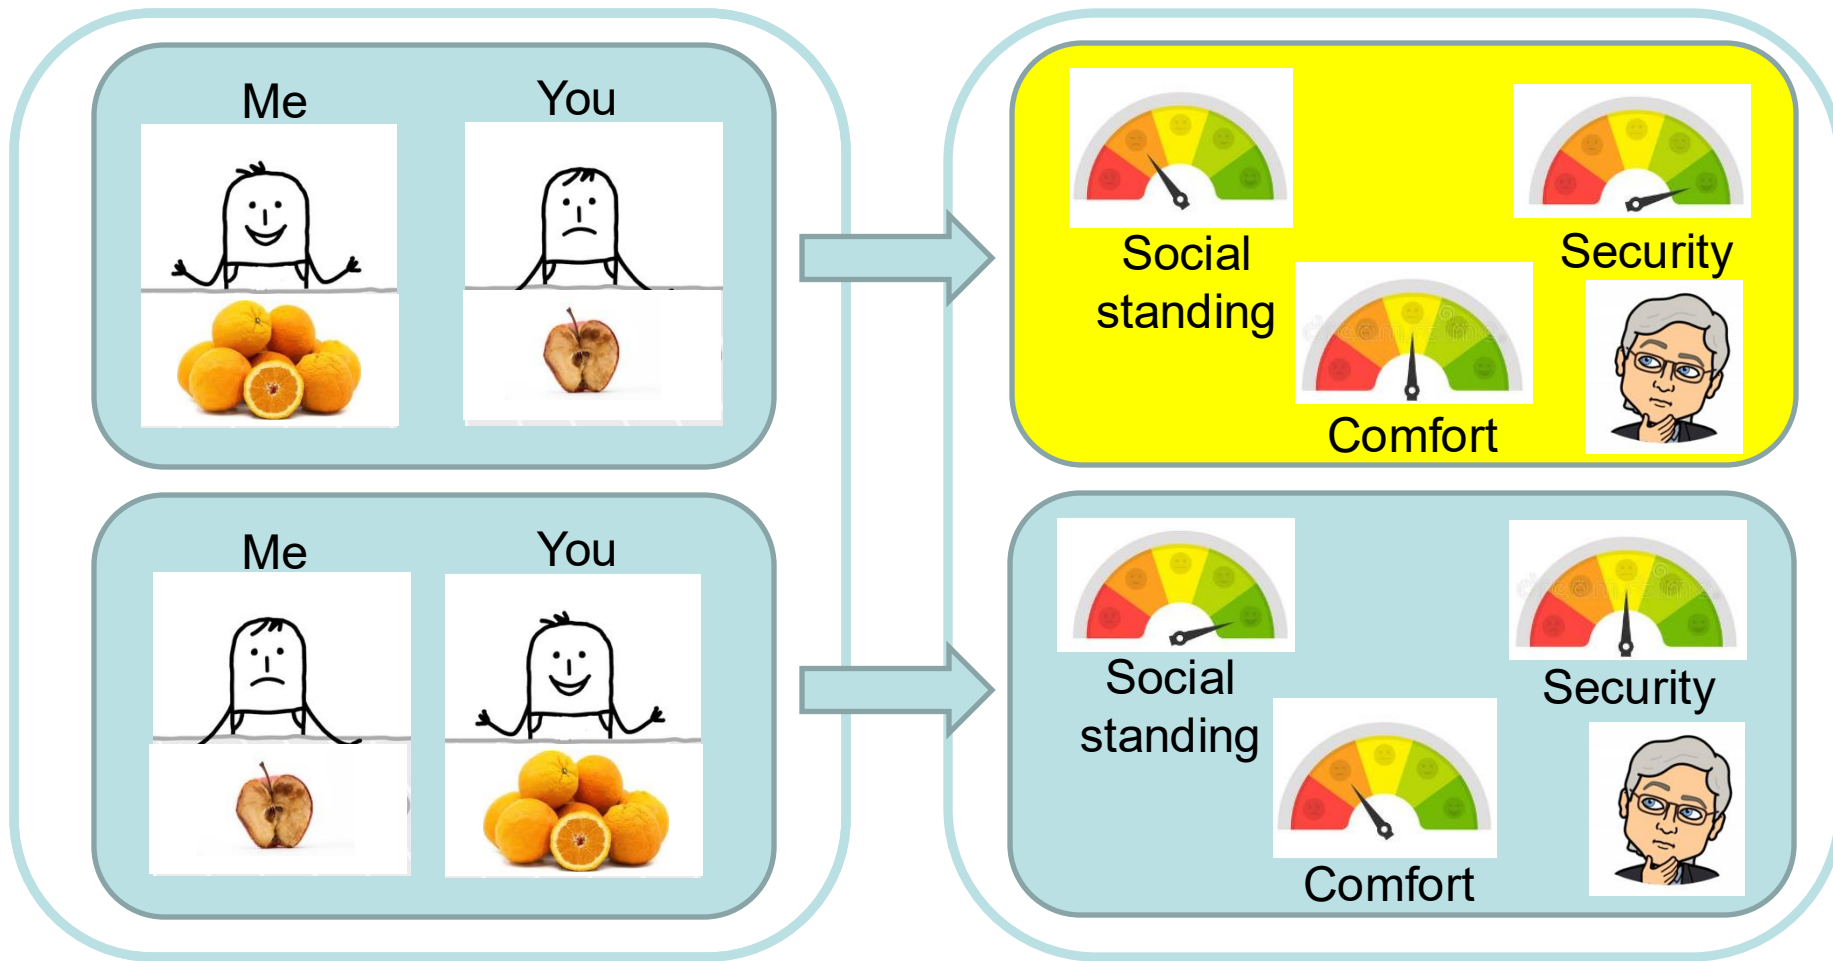 Me
You
Social
standing
Security
Comfort
Me
You
Social
standing
Security
Comfort